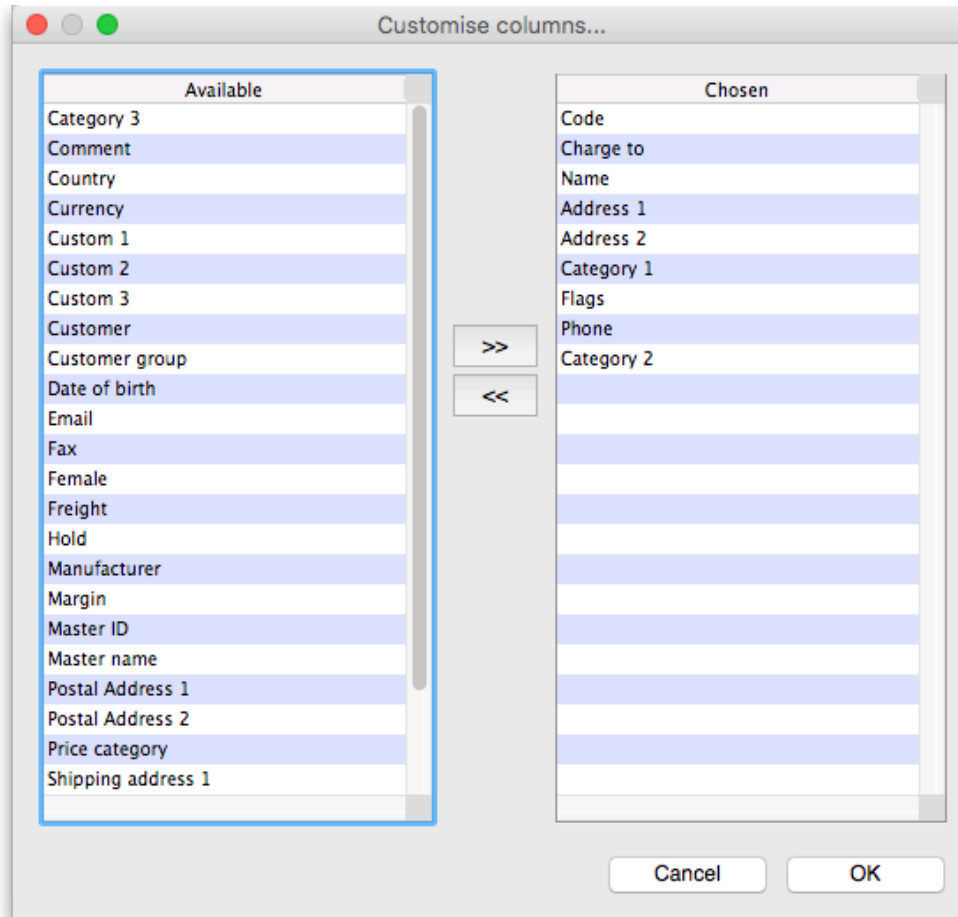 Customise columns...
Available
Category 3
Comment
Country
Currency
Custom 1
Custom 2
Custom 3
Customer
Customer group
Date of birth
Email
Fax
Female
Freight
Hold
Manufacturer
Margin
Master ID
Master name
Postal Address 1
Postal Address 2
Price category
Shipping address 1
>>
<<
Chosen
Code
Charge to
Name
Address 1
Address 2
Category 1
Flags
Phone
Category 2
Cancel
OK